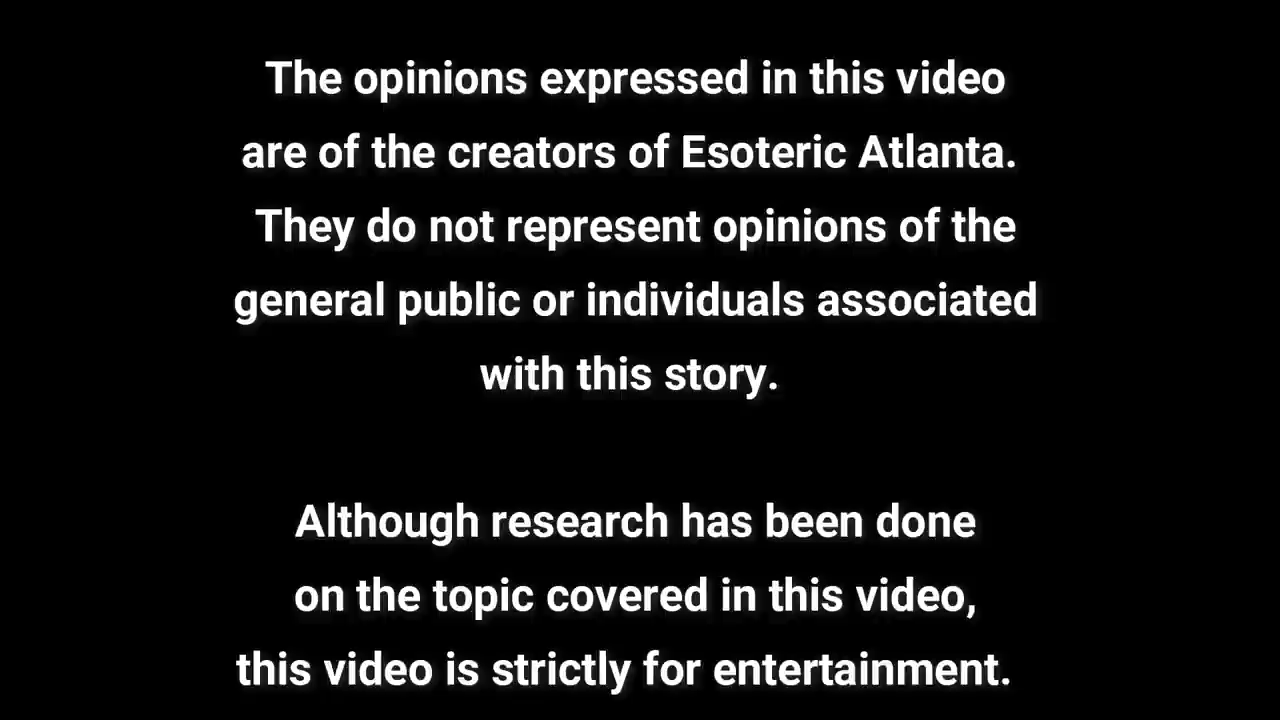 The opinions expressed in this video
are of the creators of Esoteric Atlanta.
They do not represent opinions of the
general public or individuals associated
with this story.
Although research has been done
on the topic covered in this video,
this video is strictly for entertainment.